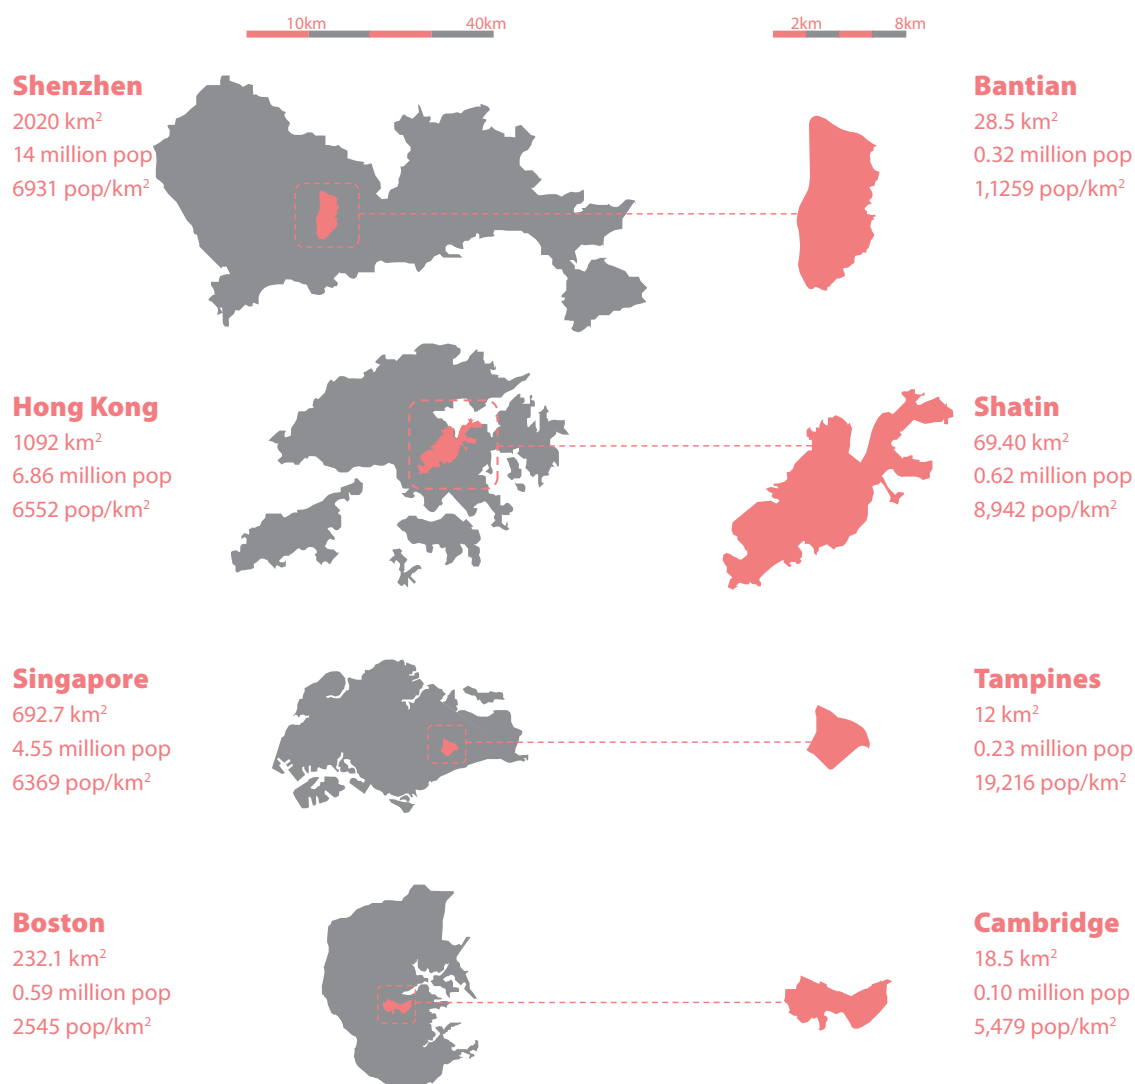 10km 40km 2km 8km
Shenzhen
2020 km²
14 million pop
6931 pop/km²
Bantian
28.5 km²
0.32 million pop
1,1259 pop/km²
Hong Kong
1092 km²
6.86 million pop
6552 pop/km²
Shatin
69.40 km²
0.62 million pop
8,942 pop/km²
Singapore
692.7 km²
4.55 million pop
6369 pop/km²
Tampines
12 km²
0.23 million pop
19,216 pop/km²
Boston
232.1 km²
0.59 million pop
2545 pop/km²
Cambridge
18.5 km²
0.10 million pop
5,479 pop/km²